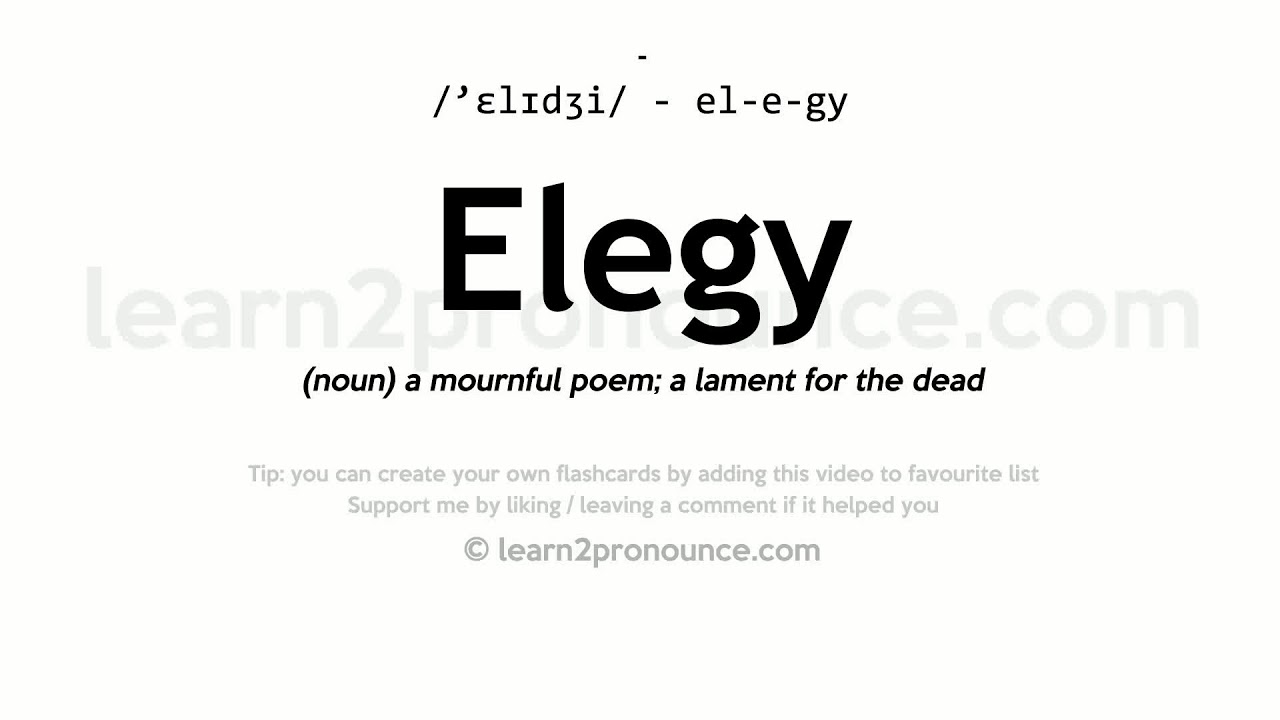 -
/’ɛlɪdʒi/ - el-e-gy
Elegy
learn2pronounce.com
(noun) a mournful poem; a lament for the dead
Tip: you can create your own flashcards by adding this video to favourite list
Support me by liking / leaving a comment if it helped you
© learn2pronounce.com